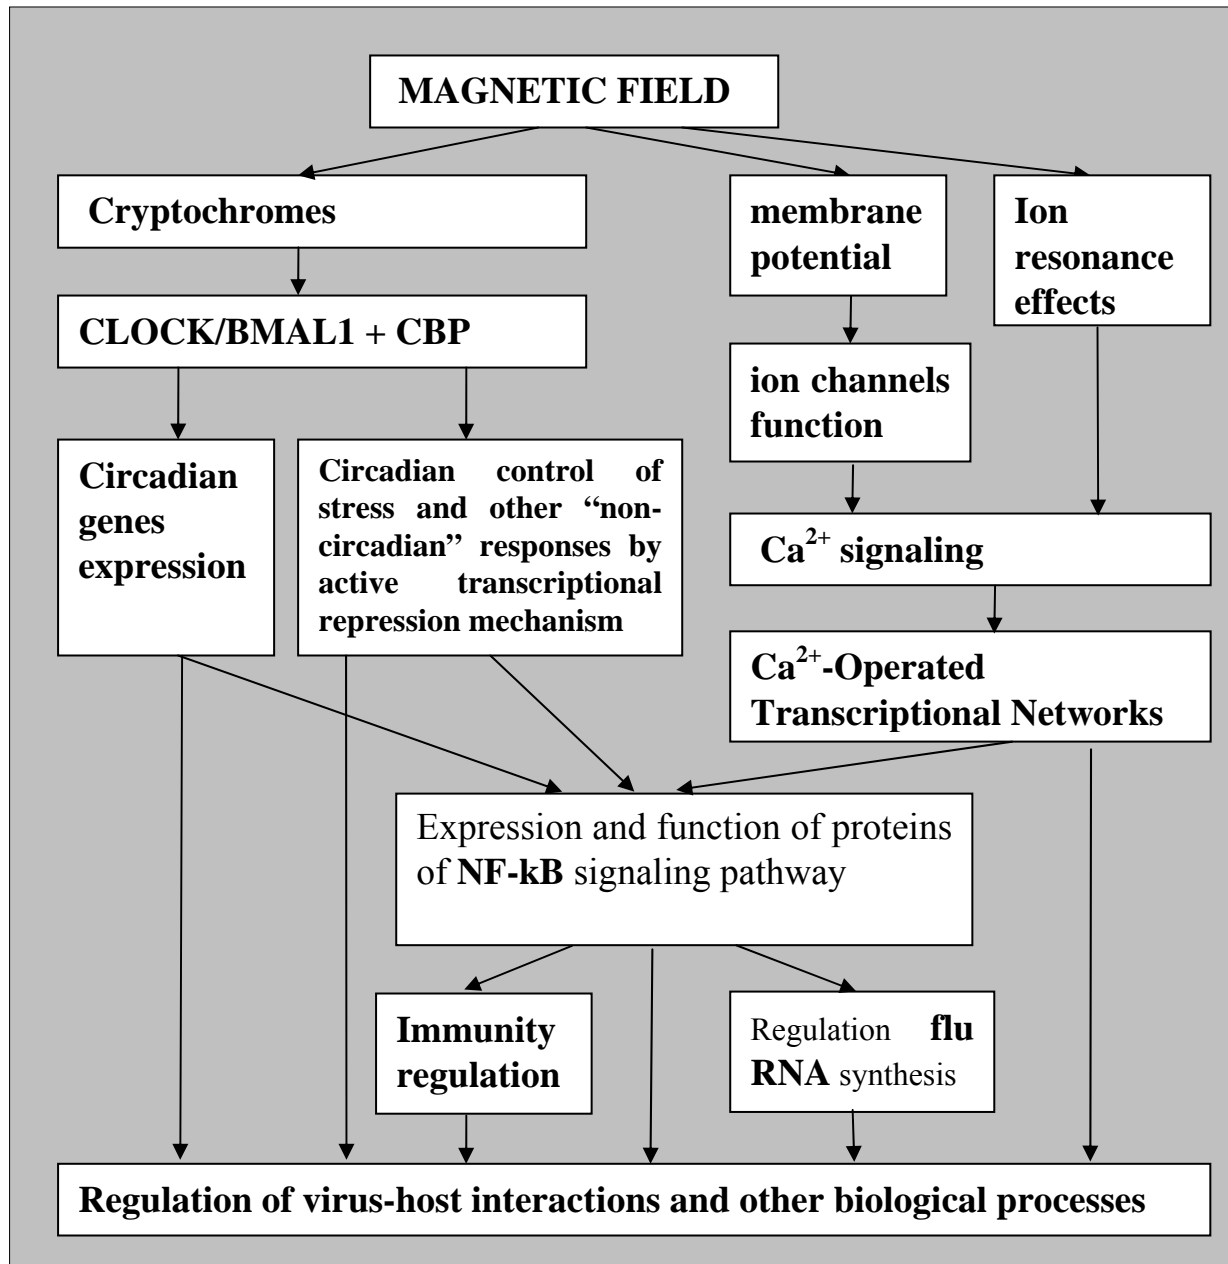 MAGNETIC FIELD
Cryptochromes
membrane
potential
Ion
resonance
effects
CLOCK/BMAL1 + CBP
ion channels
function
Circadian
genes
expression
Circadian control of
stress and other “non-
circadian” responses by
active transcriptional
repression mechanism
Ca²⁺ signaling
Ca²⁺-Operated
Transcriptional Networks
Expression and function of proteins
of NF-kB signaling pathway
Immunity
regulation
Regulation flu
RNA synthesis
Regulation of virus-host interactions and other biological processes